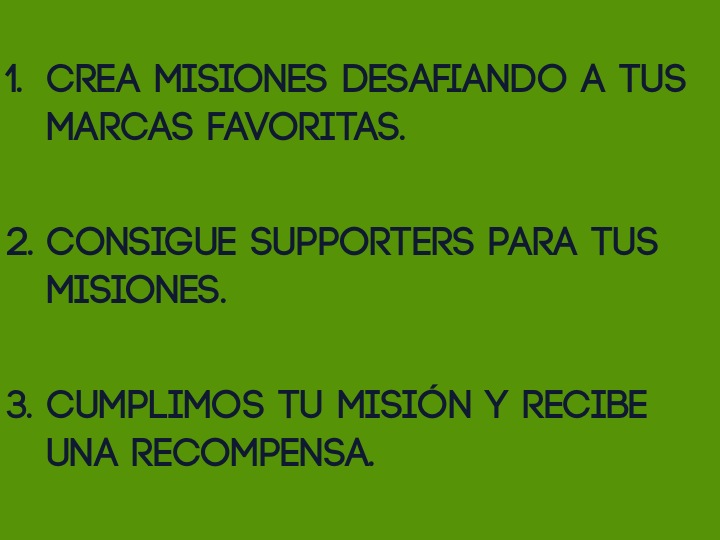 1. CREA MISIONES DESAFIANDO A TUS
MARCAS FAVORITAS.
2. CONSIGUE SUPPORTERS PARA TUS
MISIONES.
3. CUMPLIMOS TU MISIÓN Y RECIBE
UNA RECOMPENSA.